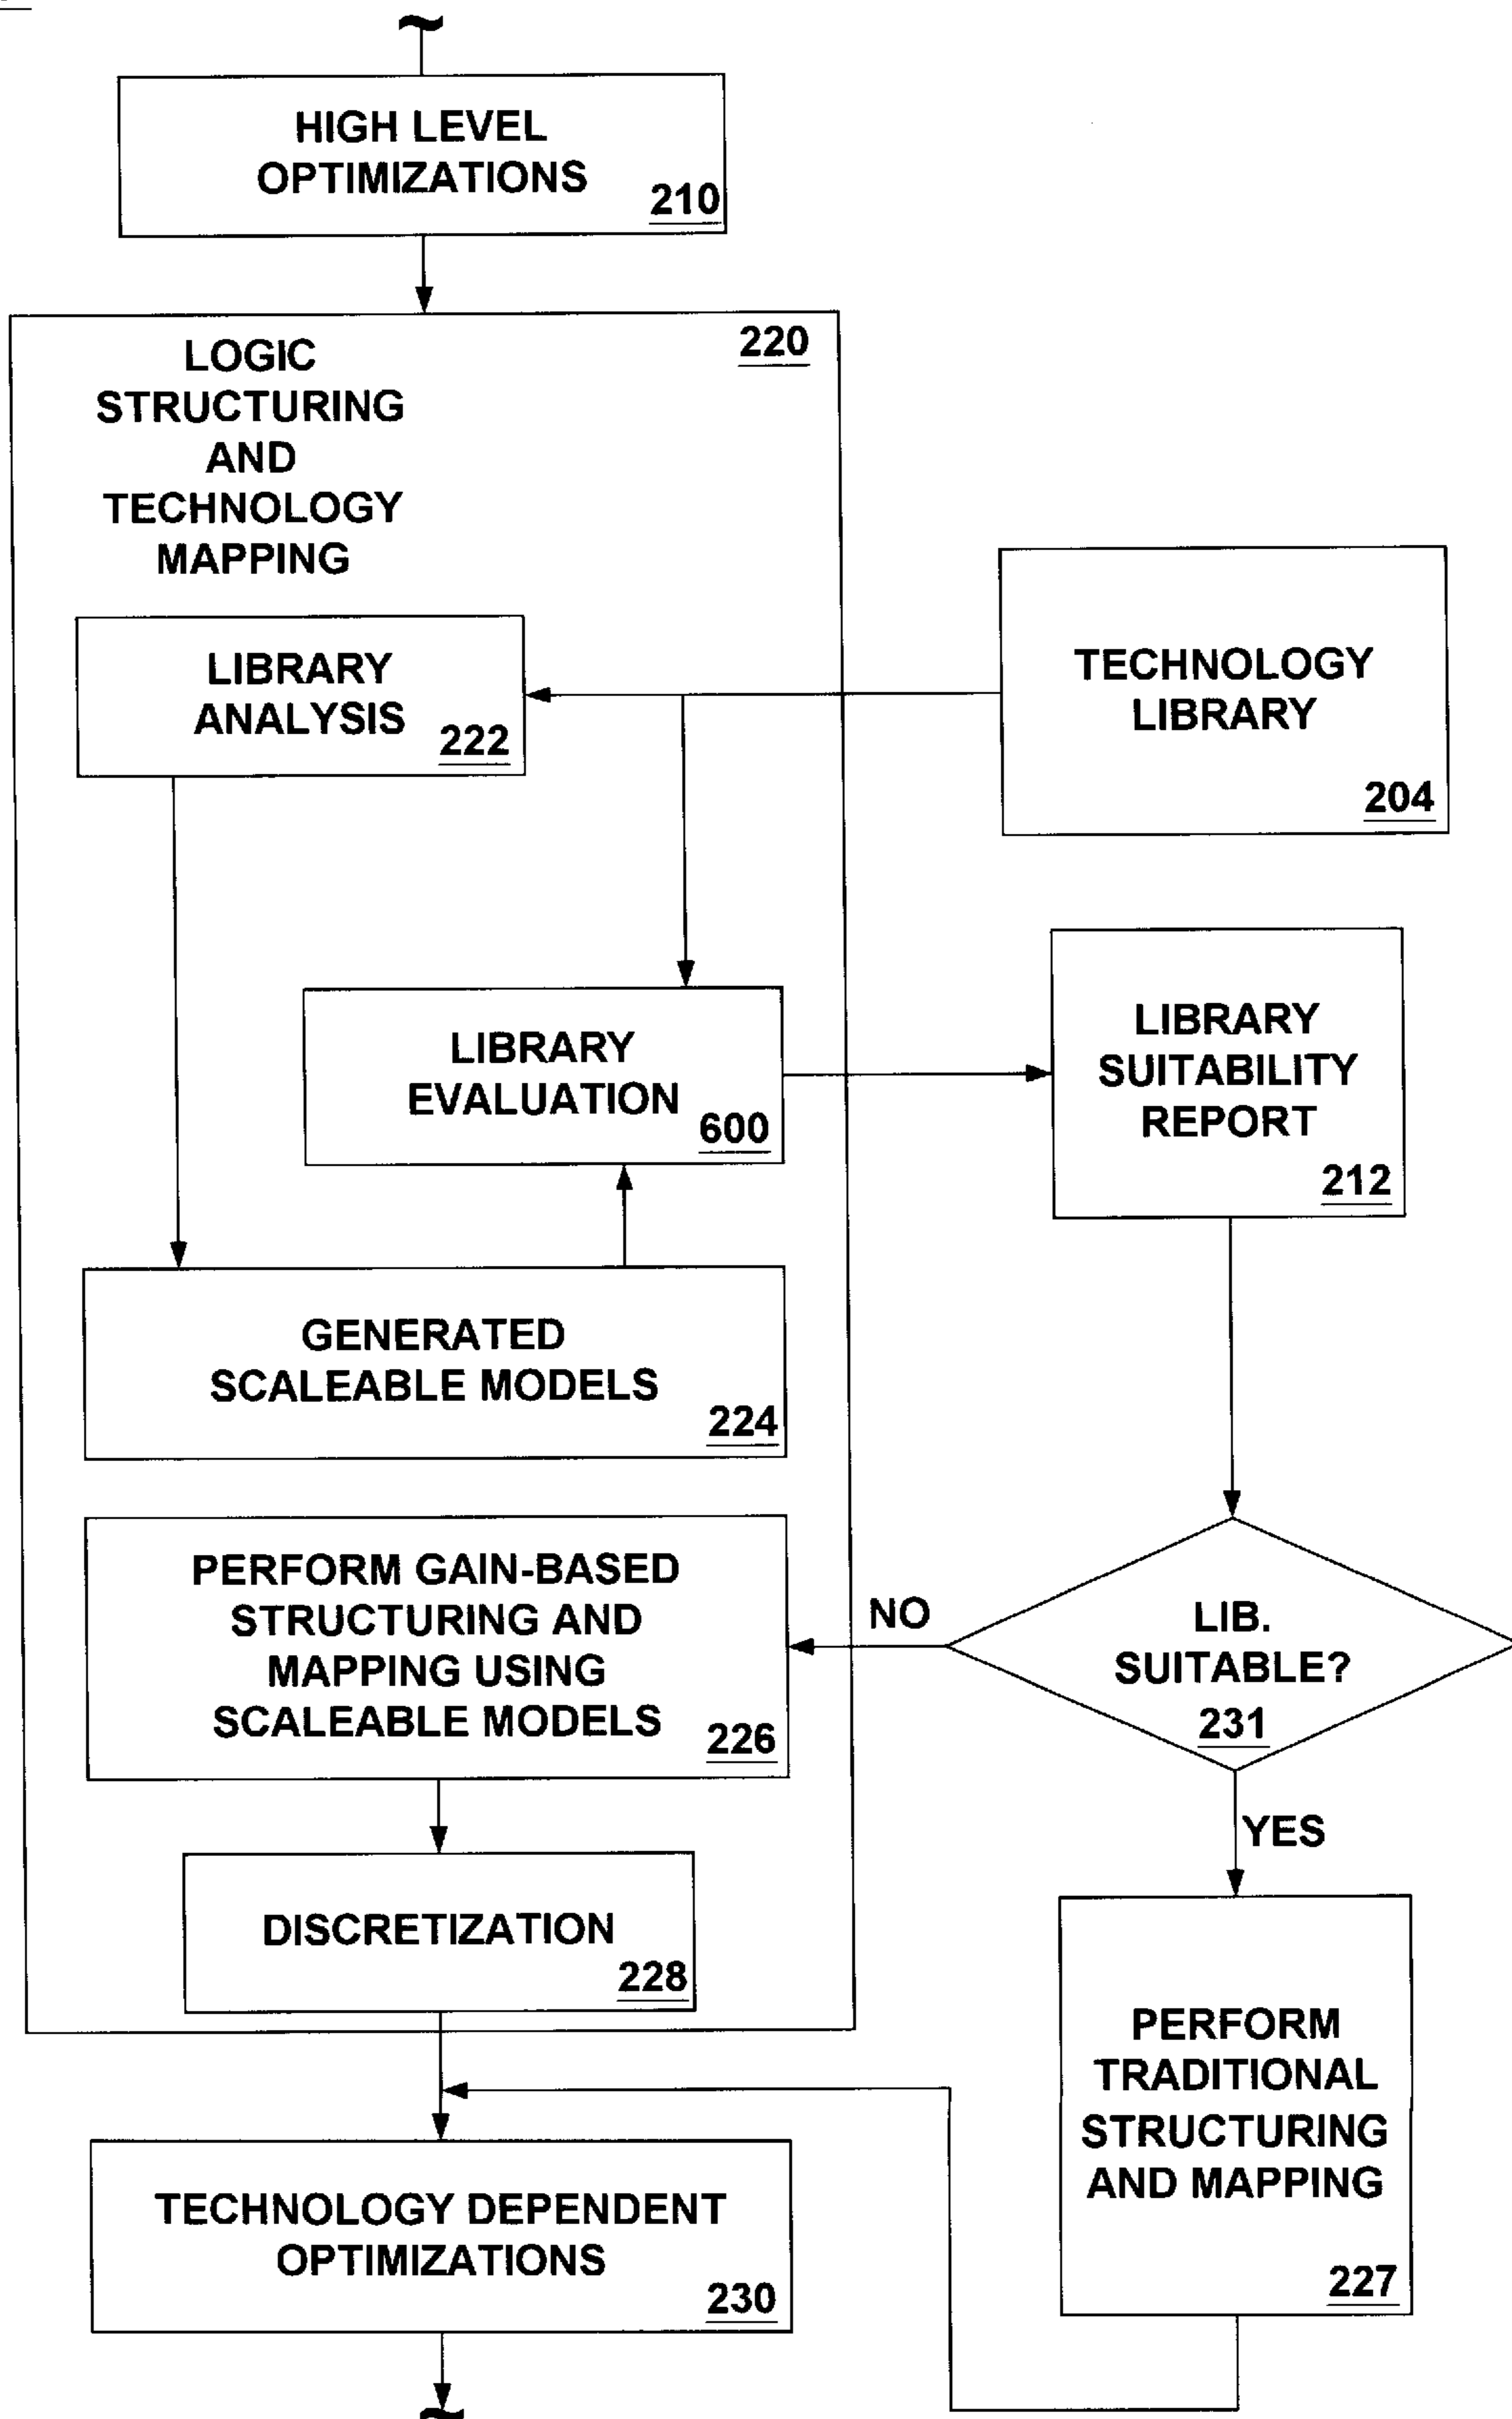 HIGH LEVEL
OPTIMIZATIONS
210
220
LOGIC
STRUCTURING
AND
TECHNOLOGY
MAPPING
LIBRARY
ANALYSIS
222
TECHNOLOGY
LIBRARY
204
LIBRARY
EVALUATION
600
LIBRARY
SUITABILITY
REPORT
212
GENERATED
SCALEABLE MODELS
224
PERFORM GAIN-BASED
STRUCTURING AND
MAPPING USING
SCALEABLE MODELS
226
NO
LIB.
SUITABLE?
231
YES
DISCRETIZATION
228
PERFORM
TRADITIONAL
STRUCTURING
AND MAPPING
227
TECHNOLOGY DEPENDENT
OPTIMIZATIONS
230